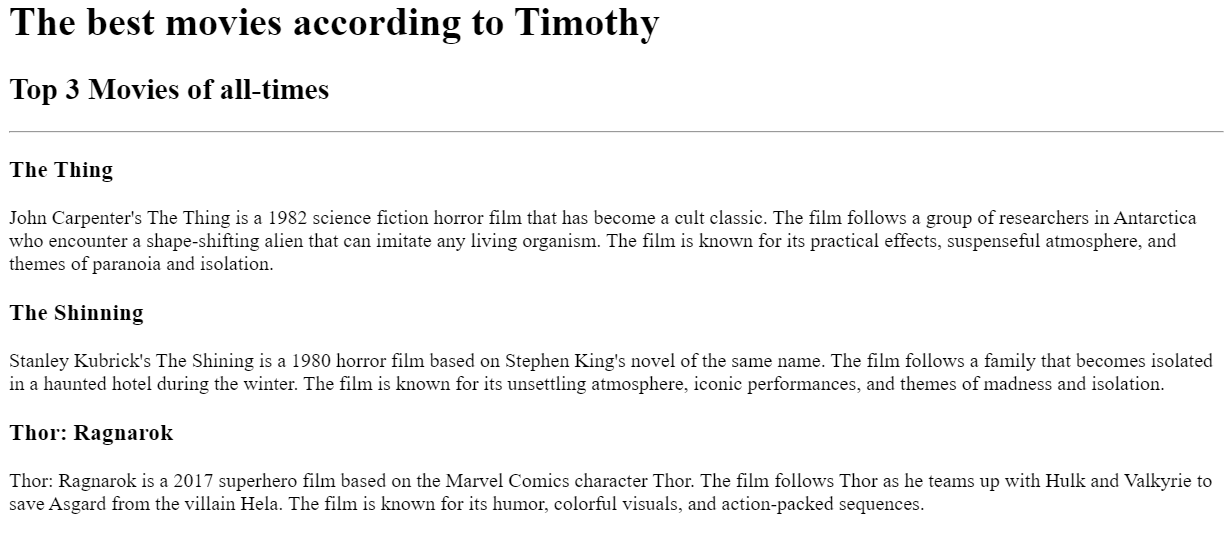 The best movies according to Timothy
Top 3 Movies of all-times
The Thing
John Carpenter's The Thing is a 1982 science fiction horror film that has become a cult classic. The film follows a group of researchers in Antarctica
who encounter a shape-shifting alien that can imitate any living organism. The film is known for its practical effects, suspenseful atmosphere, and
themes of paranoia and isolation.
The Shinning
Stanley Kubrick's The Shining is a 1980 horror film based on Stephen King's novel of the same name. The film follows a family that becomes isolated
in a haunted hotel during the winter. The film is known for its unsettling atmosphere, iconic performances, and themes of madness and isolation.
Thor: Ragnarok
Thor: Ragnarok is a 2017 superhero film based on the Marvel Comics character Thor. The film follows Thor as he teams up with Hulk and Valkyrie to
save Asgard from the villain Hela. The film is known for its humor, colorful visuals, and action-packed sequences.